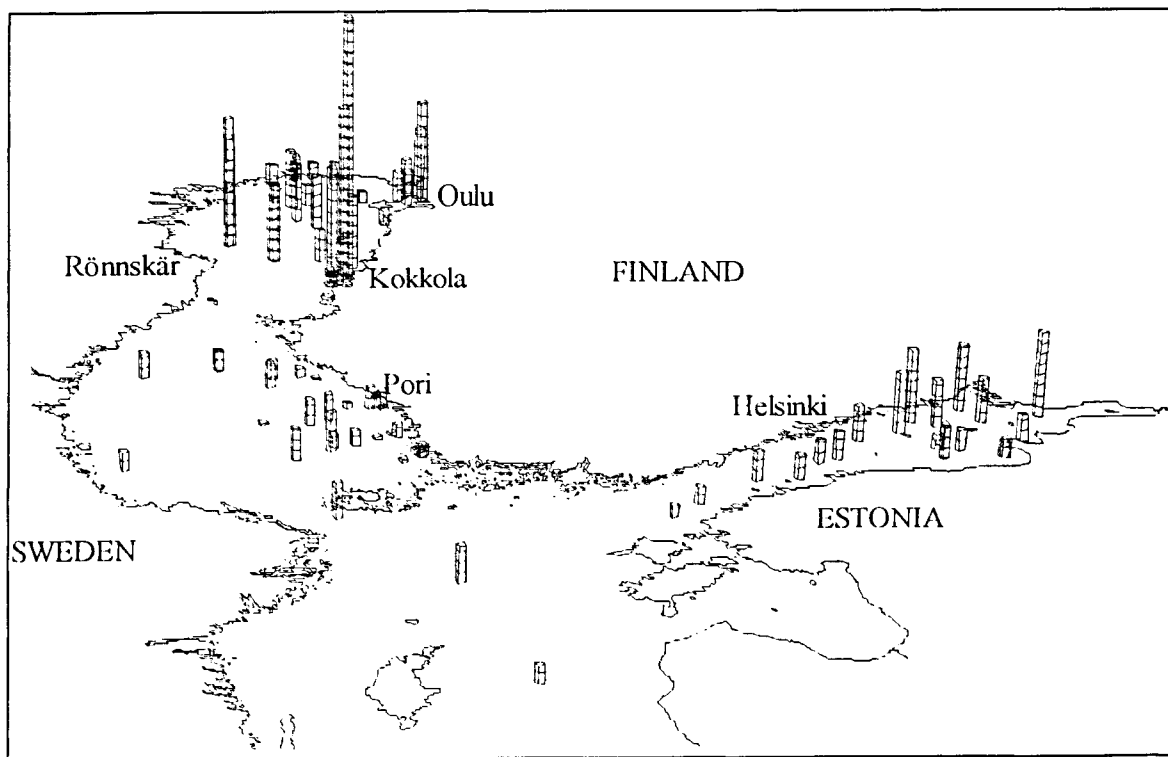 Oulu
Rönnskär
Kokkola
FINLAND
Pori
Helsinki
ESTONIA
SWEDEN